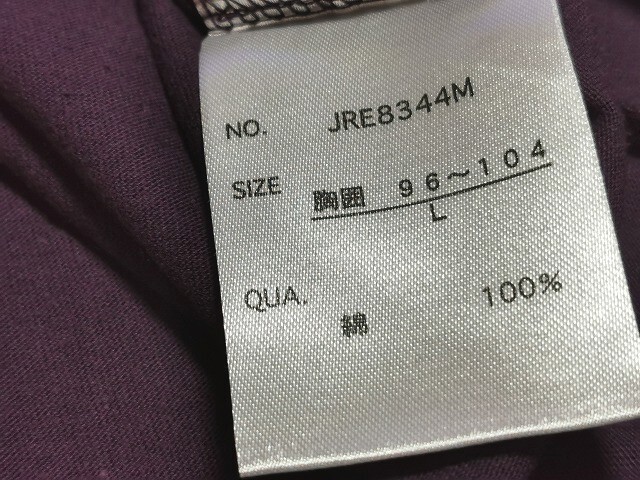 NO. JRE8344M
SIZE 胸囲 96〜104
L
QUA.
綿 100%